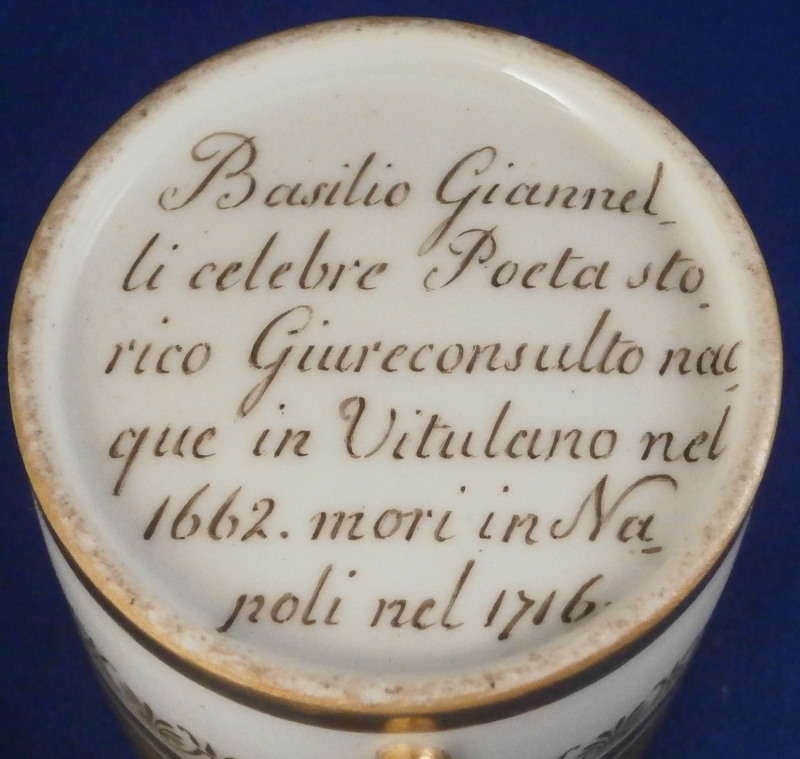 Basilio Giannel-
li celebre Poeta sto-
rico Giureconsulto nac-
que in Vitulano nel
1662. mori in Na-
poli nel 1716.